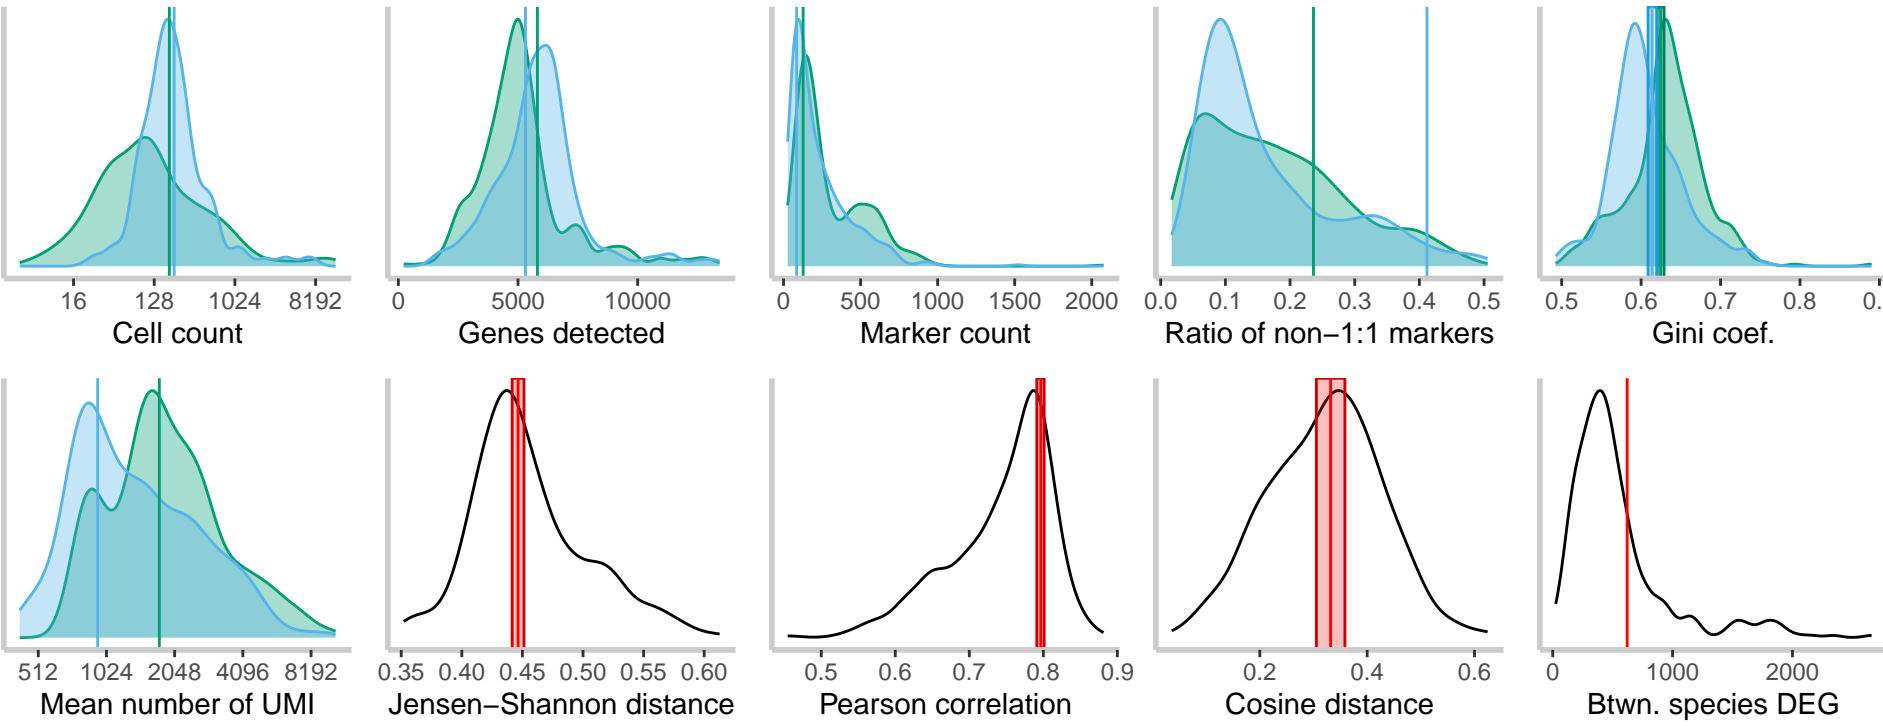 16 128 1024 8192
Cell count
0 5000 10000
Genes detected
0 500 1000 1500 2000
Marker count
0.0 0.1 0.2 0.3 0.4 0.5
Ratio of non−1:1 markers
0.5 0.6 0.7 0.8 0.
Gini coef.
512 1024 2048 4096 8192
Mean number of UMI
0.35 0.40 0.45 0.50 0.55 0.60
Jensen−Shannon distance
0.5 0.6 0.7 0.8 0.9
Pearson correlation
0.2 0.4 0.6
Cosine distance
0 1000 2000
Btwn. species DEG